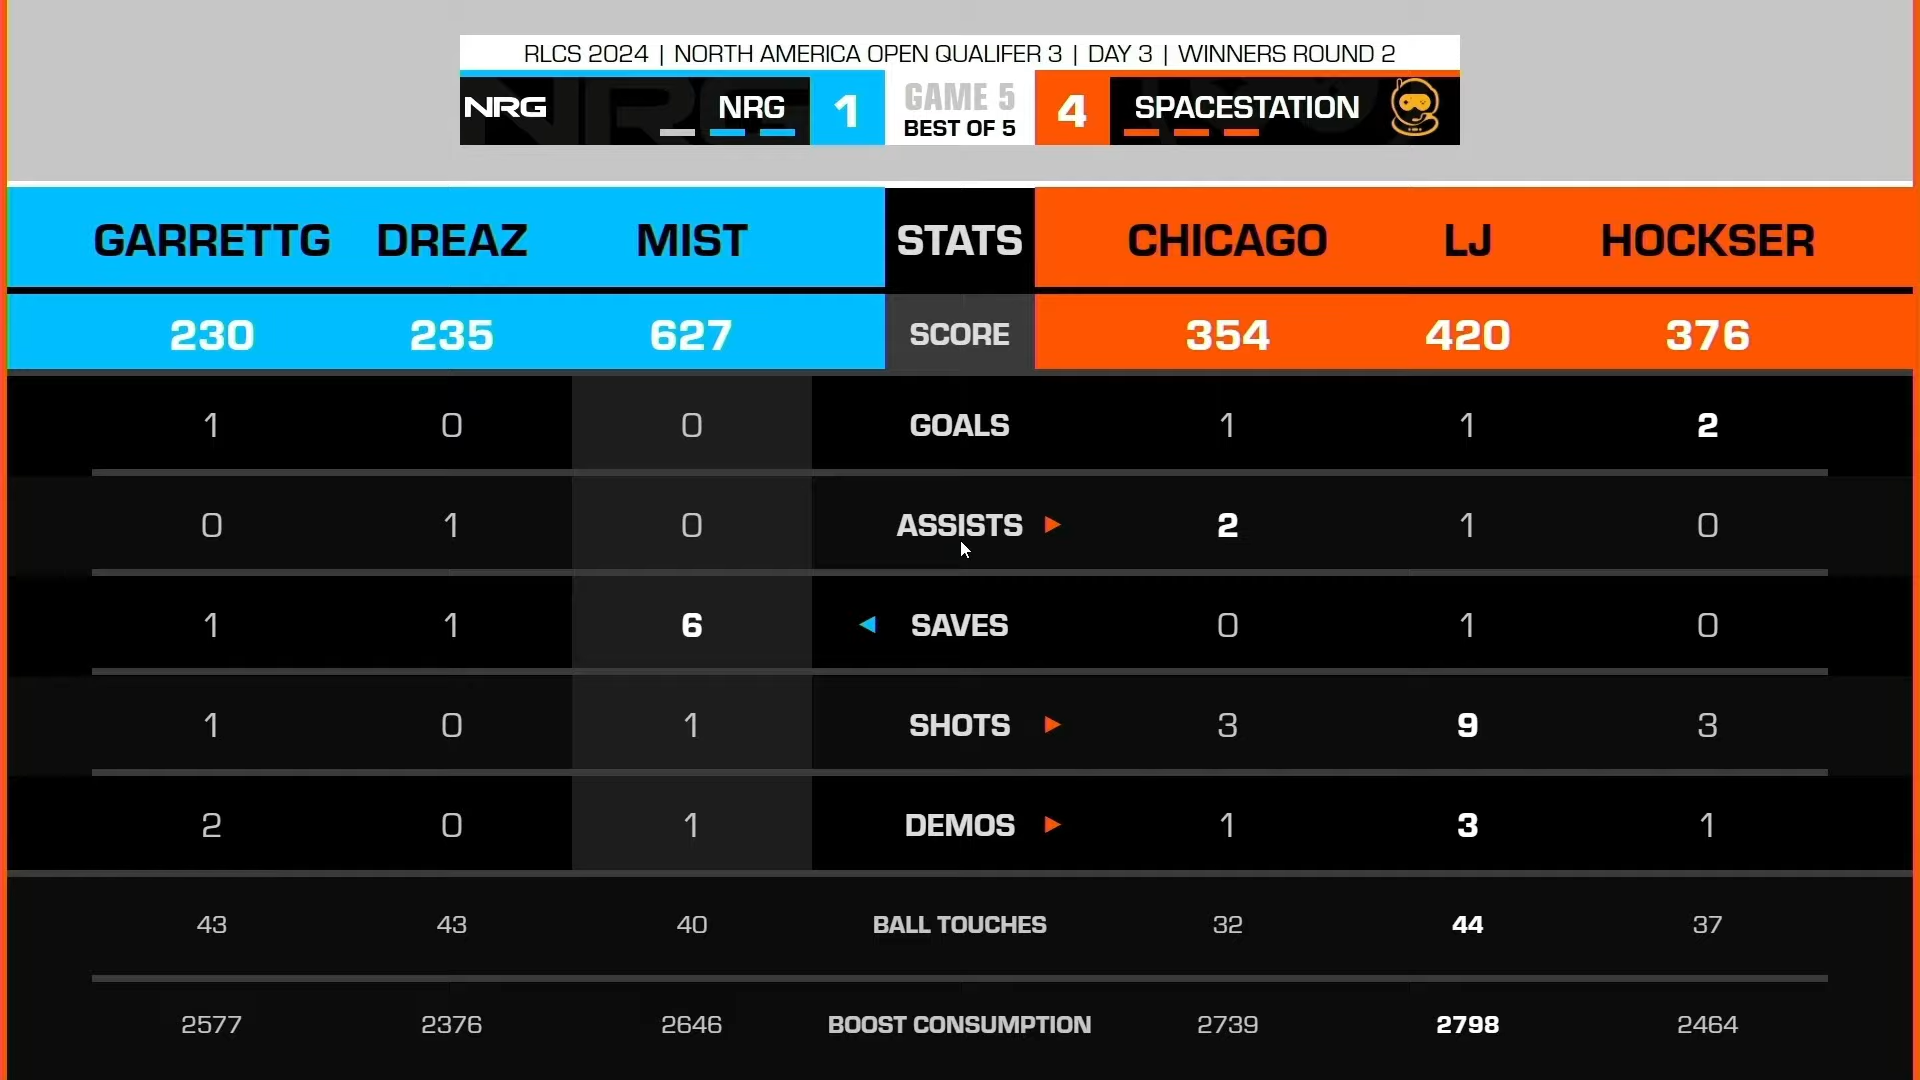 RLCS 2024 | NORTH AMERICA OPEN QUALIFER 3 | DAY 3 | WINNERS ROUND 2
NRG NRG 1 GAME 5 4 SPACESTATION
BEST OF 5
GARRETTG DREAZ MIST STATS CHICAGO LJ HOCKSER
230 235 627 SCORE 354 420 376
1 0 0 GOALS 1 1 2
0 1 0 ASSISTS 2 1 0
1 1 6 SAVES 0 1 0
1 0 1 SHOTS 3 9 3
2 0 1 DEMOS 1 3 1
43 43 40 BALL TOUCHES 32 44 37
2577 2376 2646 BOOST CONSUMPTION 2739 2798 2464